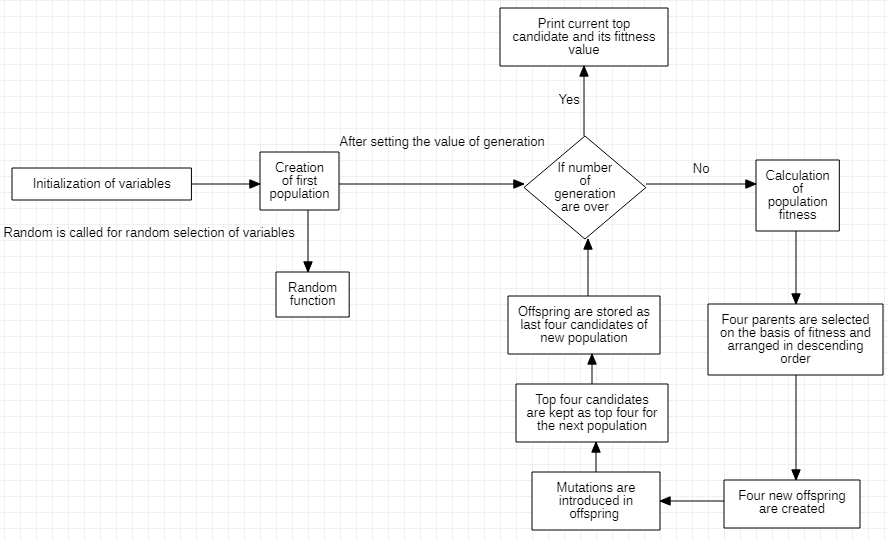 Print current top
candidate and its fittness
value
Yes
After setting the value of generation
Initialization of variables
Creation
of first
population
If number
of
generation
are over
No
Calculation
of
population
fitness
Random is called for random selection of variables
Random
function
Offspring are stored as
last four candidates of
new population
Four parents are selected
on the basis of fitness and
arranged in descending
order
Top four candidates
are kept as top four for
the next population
Mutations are
introduced in
offspring
Four new offspring
are created